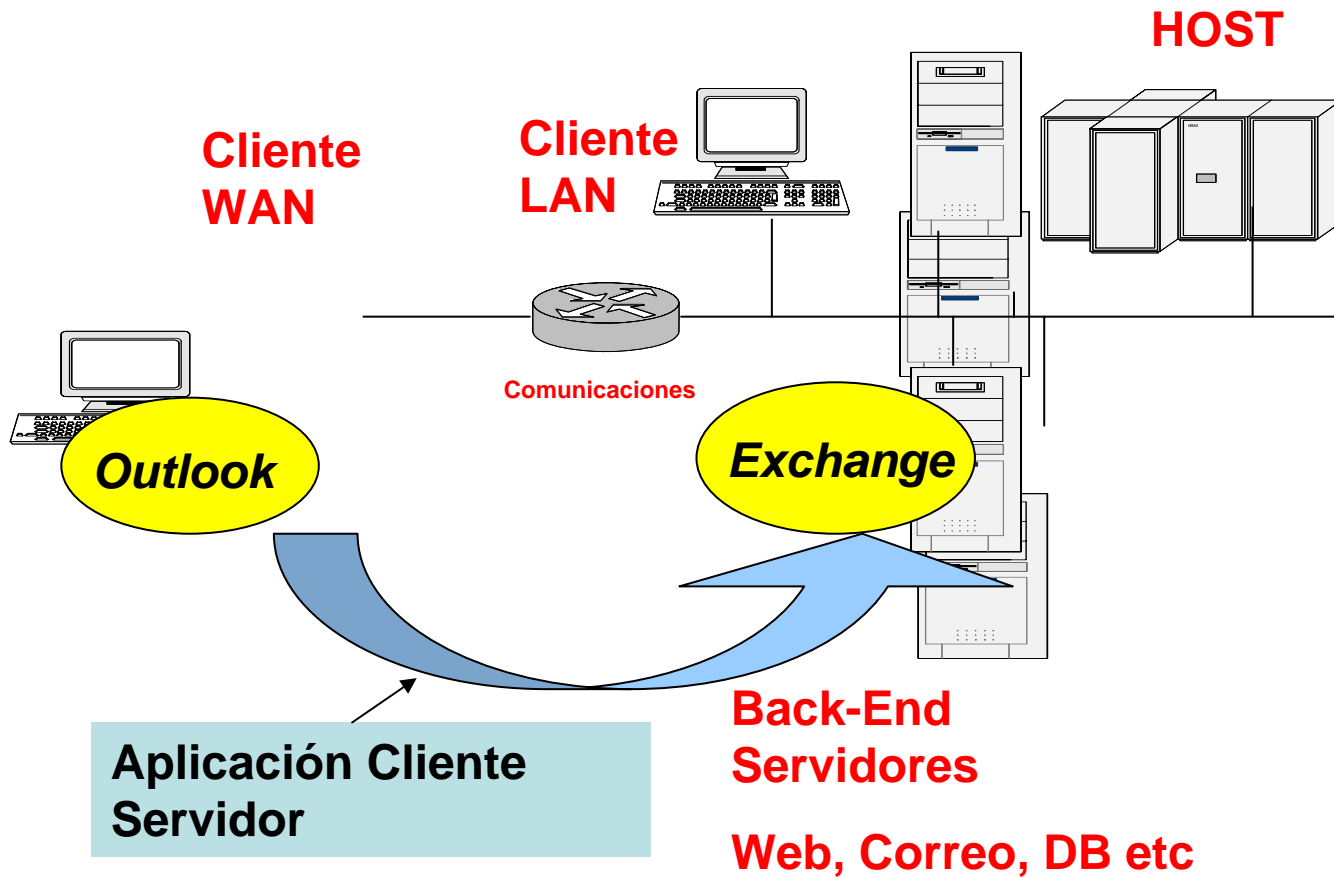 HOST
Cliente
WAN
Cliente
LAN
Comunicaciones
Outlook
Exchange
Aplicación Cliente
Servidor
Back-End
Servidores
Web, Correo, DB etc